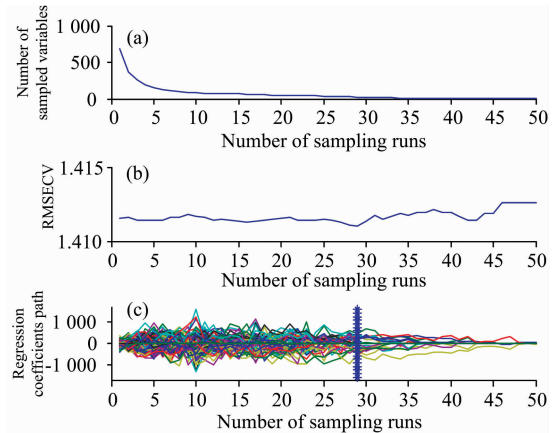 (a)
Number of
sampled variables
1 000
500
0
0 5 10 15 20 25 30 35 40 45 50
Number of sampling runs
(b)
RMSECV
1.415
1.410
0 5 10 15 20 25 30 35 40 45 50
Number of sampling runs
(c)
Regression
coefficients path
1 000
0
-1 000
0 5 10 15 20 25 30 35 40 45 50
Number of sampling runs